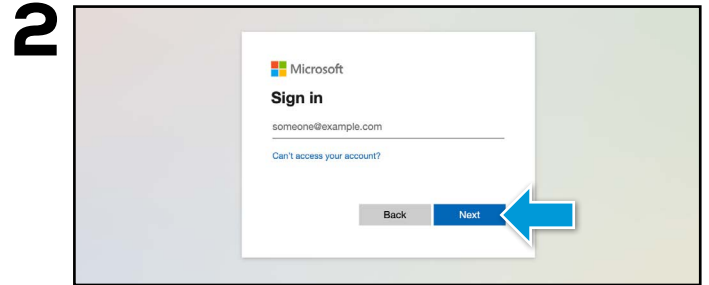 2
Microsoft
Sign in
someone@example.com
Can't access your account?
Back Next